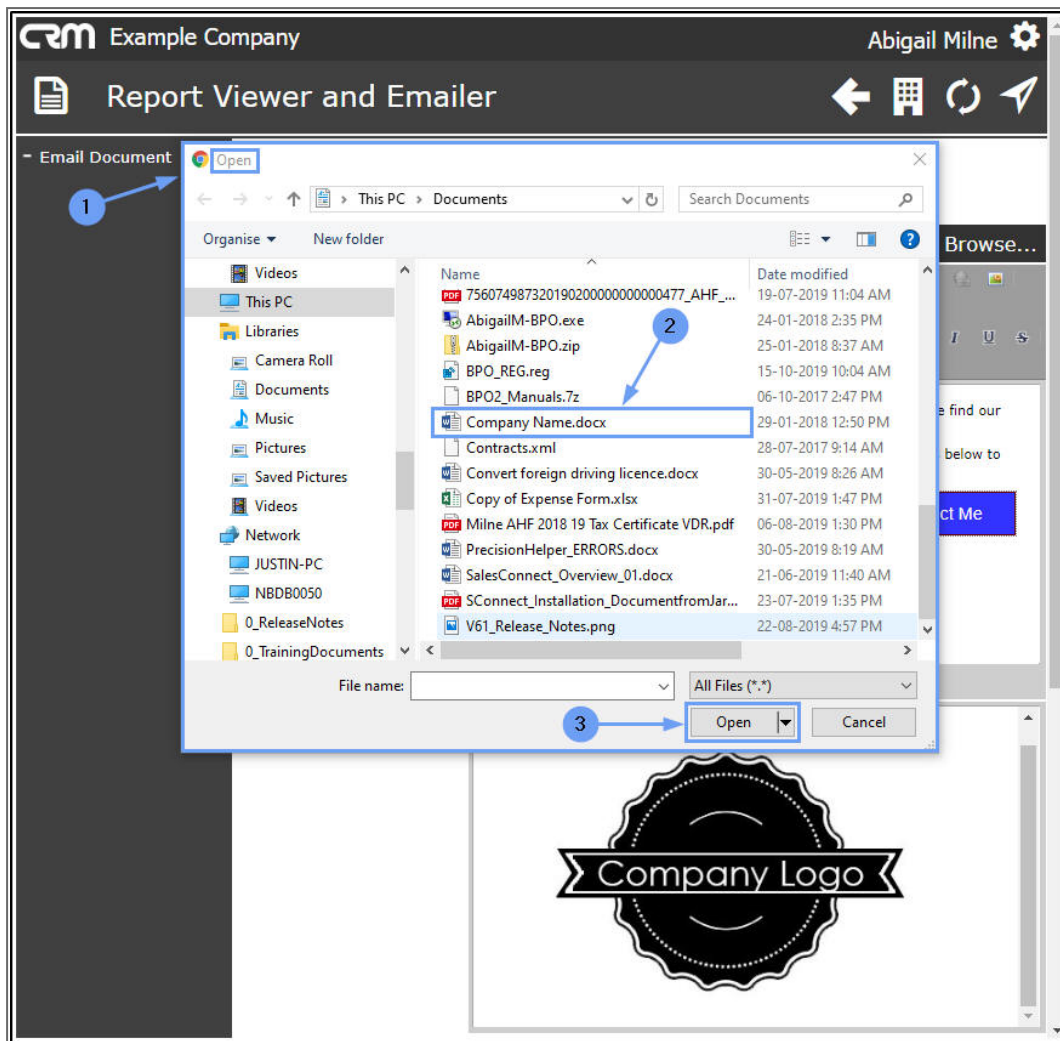 CRM Example Company Abigail Milne
Report Viewer and Emailer
- Email Document
Open
1
This PC > Documents Search Documents
Organise New folder
Browse...
Videos
This PC
Libraries
Camera Roll
Documents
Music
Pictures
Saved Pictures
Videos
Network
JUSTIN-PC
NBDB0050
0_ReleaseNotes
0_TrainingDocuments
Name Date modified
PDF 7560749873201902000000000000477_AHF_... 19-07-2019 11:04 AM
AbigailM-BPO.exe 24-01-2018 2:35 PM
2
AbigailM-BPO.zip 25-01-2018 8:37 AM
BPO_REG.reg 15-10-2019 10:04 AM
BPO2_Manuals.7z 06-10-2017 2:47 PM
Company Name.docx 29-01-2018 12:50 PM
Contracts.xml 28-07-2017 9:14 AM
Convert foreign driving licence.docx 30-05-2019 8:26 AM
Copy of Expense Form.xlsx 31-07-2019 1:47 PM
PDF Milne AHF 2018 19 Tax Certificate VDR.pdf 06-08-2019 1:30 PM
PrecisionHelper_ERRORS.docx 30-05-2019 8:19 AM
SalesConnect_Overview_01.docx 21-06-2019 11:40 AM
PDF SConnect_Installation_DocumentfromJar... 23-07-2019 1:35 PM
V61_Release_Notes.png 22-08-2019 4:57 PM
I U S
e find our
below to
ct Me
File name: All Files (*.*)
3
Open Cancel
Company Logo